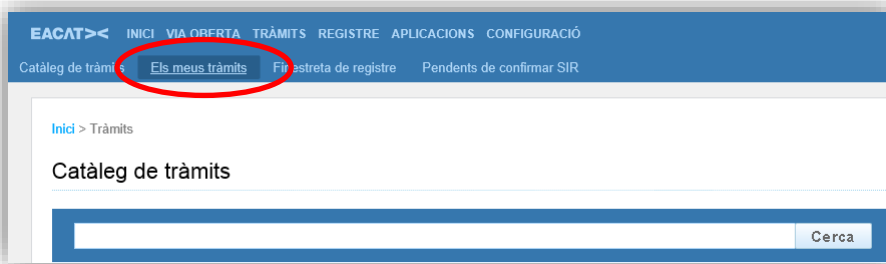 EACAT INICI VIA OBERTA TRÀMITS REGISTRE APLICACIONS CONFIGURACIÓ
Catàleg de tràmits Els meus tràmits Finestreta de registre Pendents de confirmar SIR
Inici > Tràmits
Catàleg de tràmits
Cerca